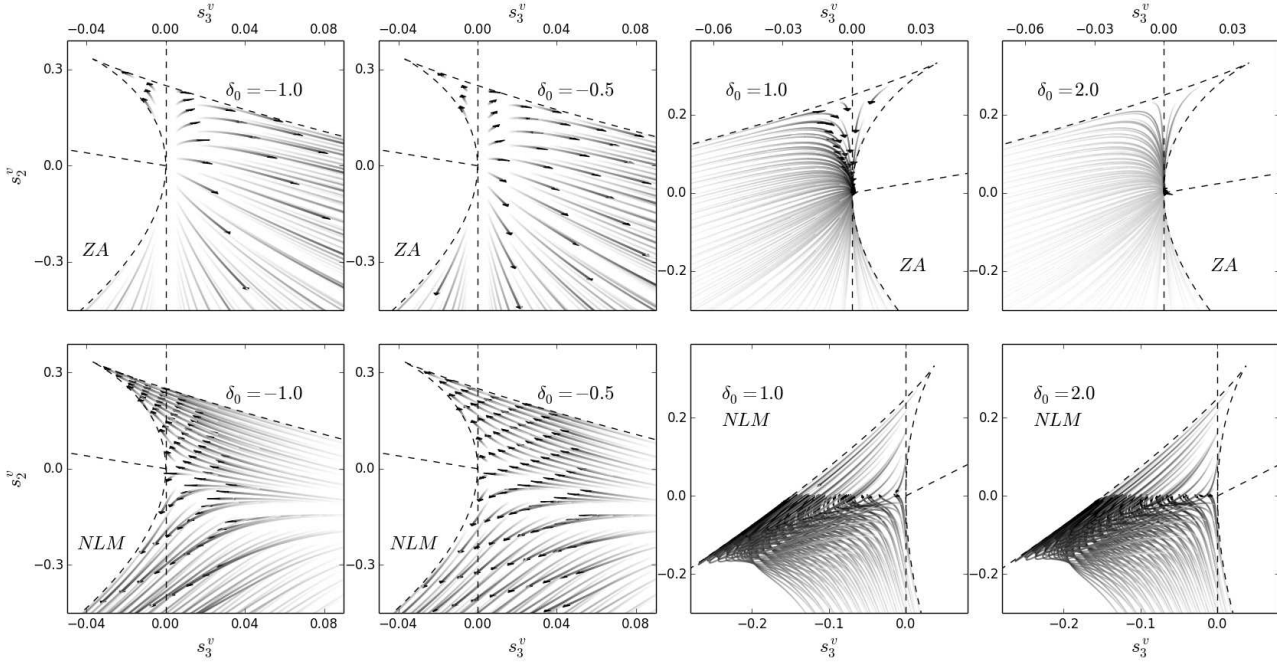 s_3^v s_3^v s_3^v s_3^v
−0.04 0.00 0.04 0.08 −0.04 0.00 0.04 0.08 −0.06 −0.03 0.00 0.03 −0.06 −0.03 0.00 0.03
0.3 0.3
δ_0 = −1.0 δ_0 = −0.5 δ_0 = 1.0 δ_0 = 2.0
0.2 0.2
s_2^v 0.0 0.0 0.0 0.0
ZA ZA ZA ZA
−0.3 −0.3 −0.2 −0.2
0.3 0.3
δ_0 = −1.0 δ_0 = −0.5 δ_0 = 1.0 δ_0 = 2.0
NLM NLM
0.2 0.2
s_2^v 0.0 0.0 0.0 0.0
NLM NLM
−0.3 −0.3 −0.2 −0.2
−0.04 0.00 0.04 0.08 −0.04 0.00 0.04 0.08 −0.2 −0.1 0.0 −0.2 −0.1 0.0
s_3^v s_3^v s_3^v s_3^v